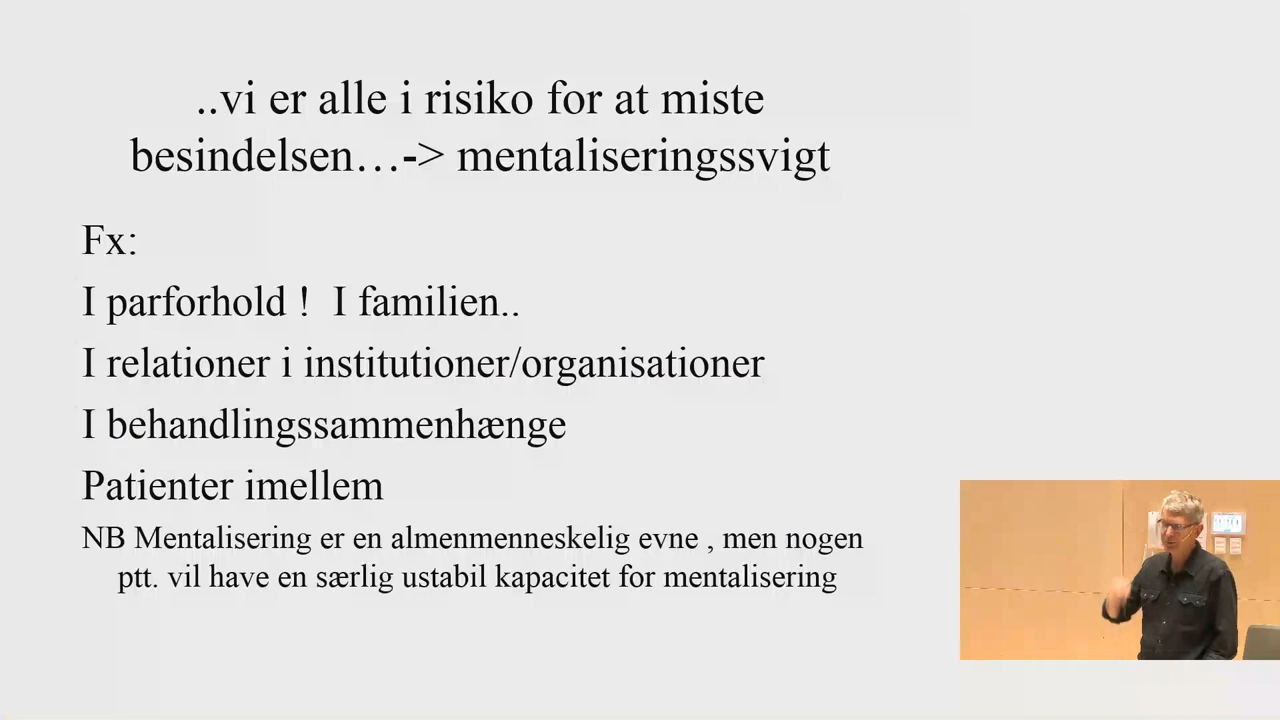 ..vi er alle i risiko for at miste
besindelsen…-> mentaliseringssvigt
Fx:
I parforhold !  I familien..
I relationer i institutioner/organisationer
I behandlingssammenhænge
Patienter imellem
NB Mentalisering er en almenmenneskelig evne , men nogen
ptt. vil have en særlig ustabil kapacitet for mentalisering